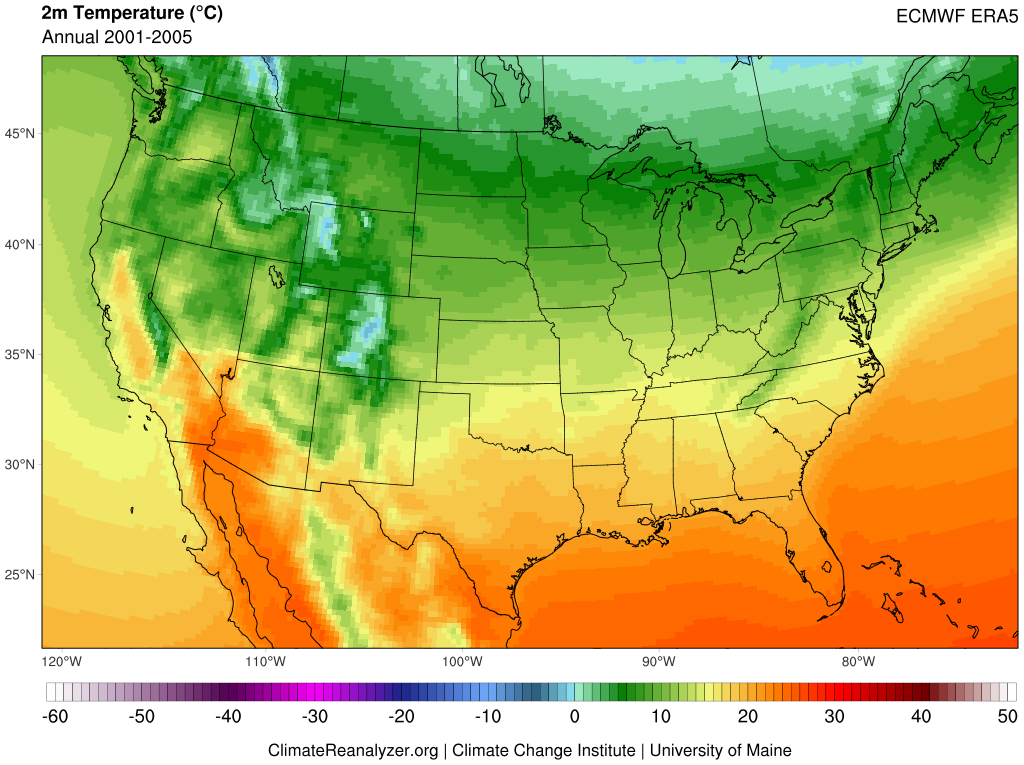 2m Temperature (°C)
ECMWF ERA5
Annual 2001-2005
45°N
40°N
35°N
30°N
25°N
120°W 110°W 100°W 90°W 80°W
-60 -50 -40 -30 -20 -10 0 10 20 30 40 50
ClimateReanalyzer.org | Climate Change Institute | University of Maine